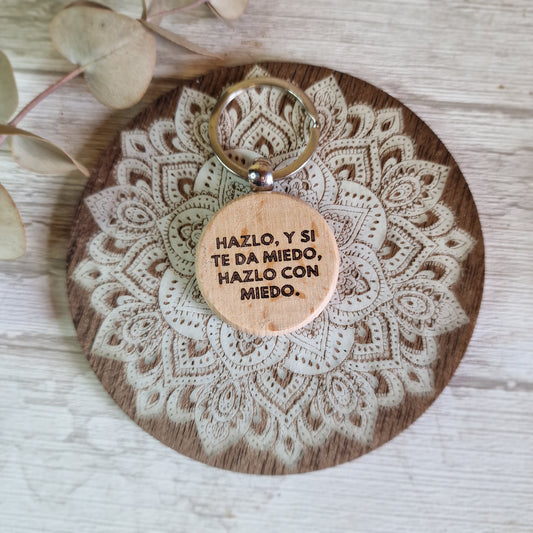 HAZLO, Y SI
TE DA MIEDO,
HAZLO CON
MIEDO.